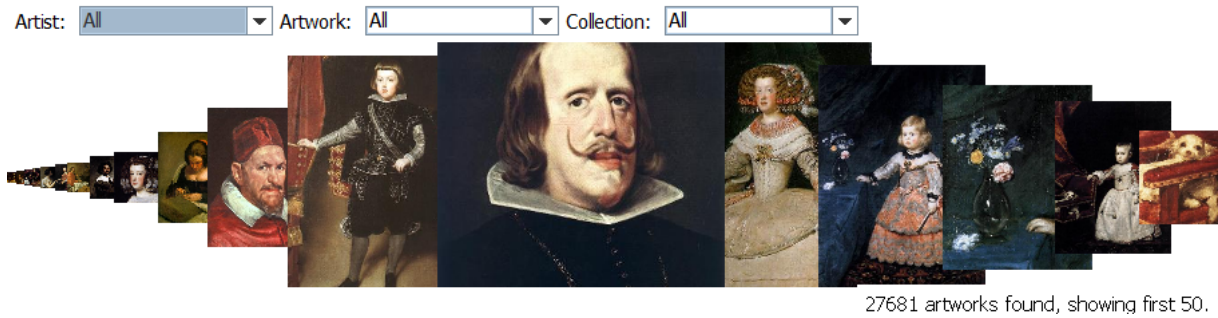 Artist: All Artwork: All Collection: All
27681 artworks found, showing first 50.